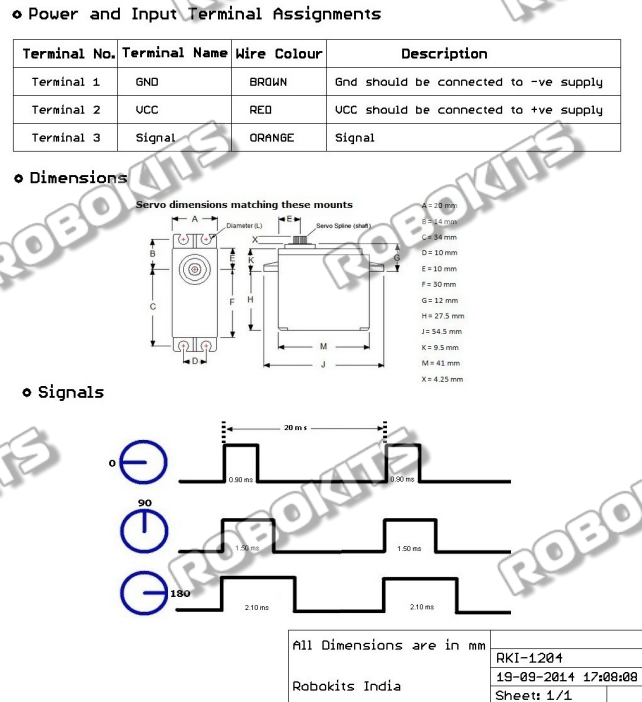 Power and Input Terminal Assignments
Terminal No. Terminal Name Wire Colour Description
Terminal 1 GND BROWN Gnd should be connected to -ve supply
Terminal 2 VCC RED VCC should be connected to +ve supply
Terminal 3 Signal ORANGE Signal
Dimensions
Servo dimensions matching these mounts
A = 20 mm
B = 14 mm
C = 34 mm
D = 10 mm
E = 10 mm
F = 30 mm
G = 12 mm
H = 27.5 mm
J = 54.5 mm
K = 9.5 mm
M = 41 mm
X = 4.25 mm
A
Diameter (L)
E
Servo Spline (shaft)
X
B
E
K
G
C
F
H
M
D
J
Signals
20 m s
0
0.90 ms
0.90 ms
90
1.50 ms
1.50 ms
180
2.10 ms
2.10 ms
All Dimensions are in mm
RKI-1204
19-09-2014 17:08:08
Robokits India
Sheet: 1/1
ROBOKITS
ROBOKITS
ROBOKITS
ROBO